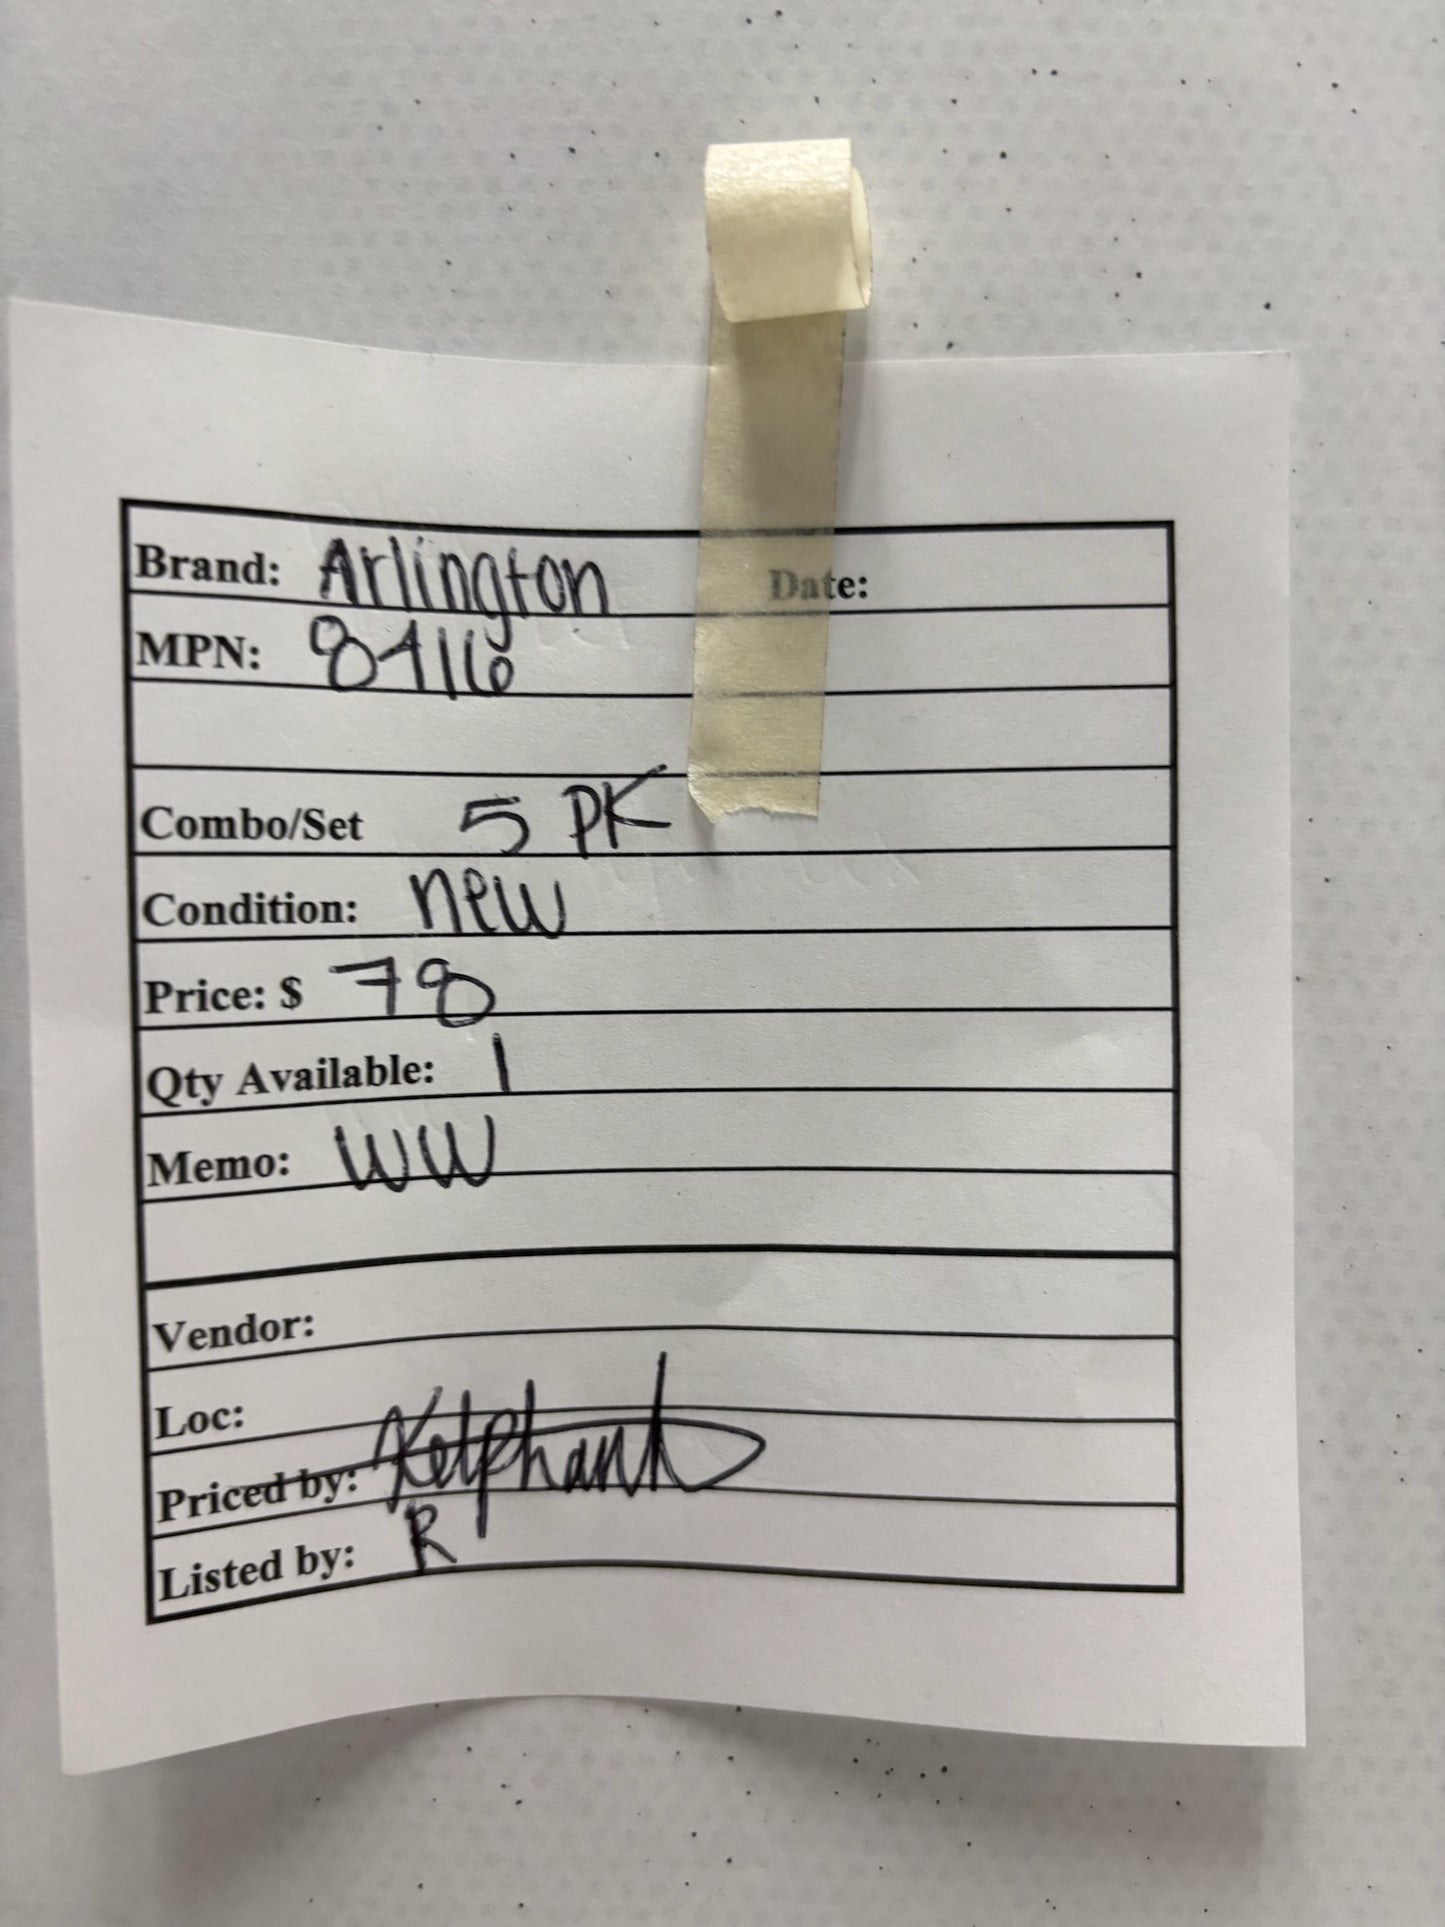 Brand: Arlington Date:
MPN:
Combo/Set 5 PK
Condition: new
Price: $ 78
Qty Available: 1
Memo: WW
Vendor:
Loc:
Priced by:
Listed by: R